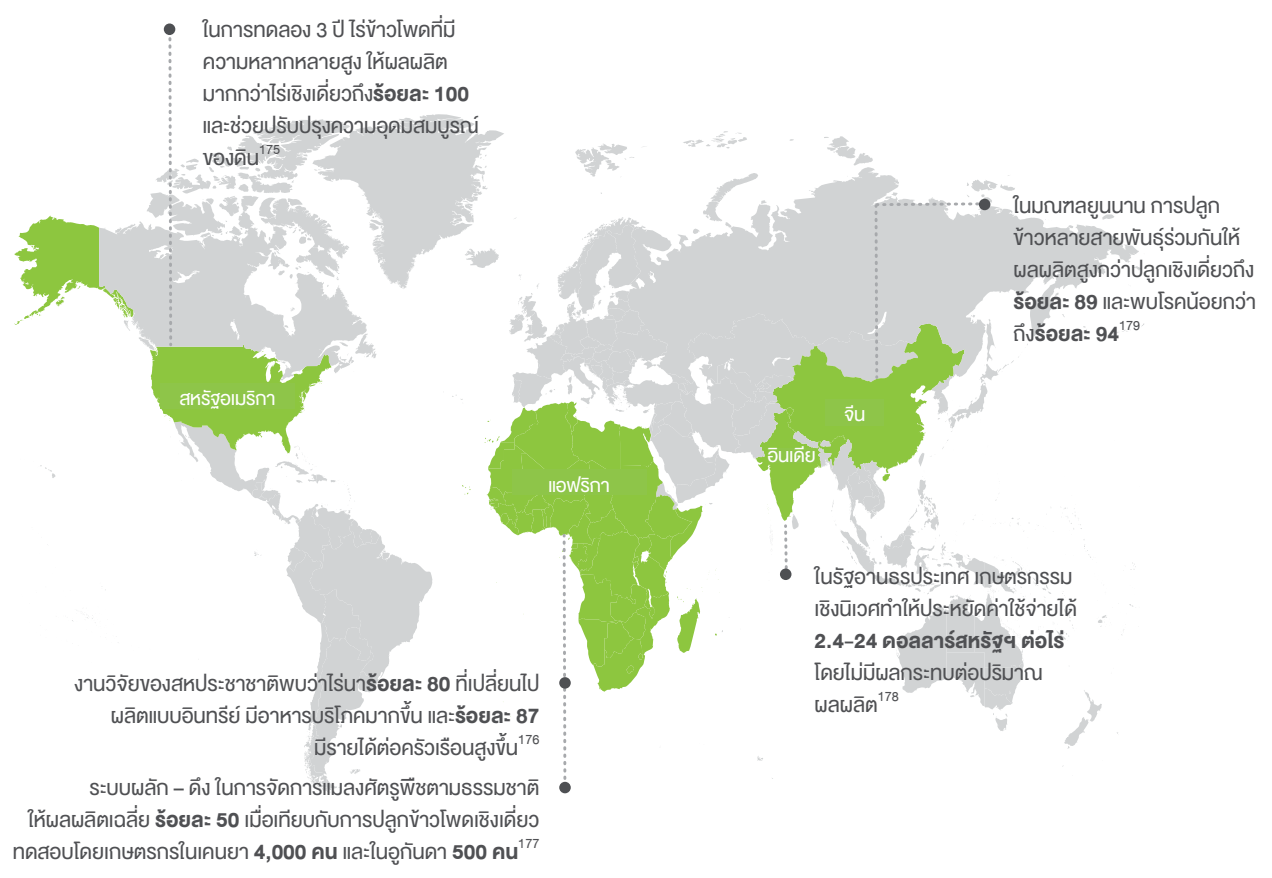 ในการทดลอง 3 ปี ไร่ข้าวโพดที่มี
ความหลากหลายสูง ให้ผลผลิต
มากกว่าไร่เชิงเดี่ยวถึงร้อยละ 100
และช่วยปรับปรุงความอุดมสมบูรณ์
ของดิน175
ในมณฑลยูนนาน การปลูก
ข้าวหลายสายพันธุ์ร่วมกันให้
ผลผลิตสูงกว่าปลูกเชิงเดี่ยวถึง
ร้อยละ 89 และพบโรคน้อยกว่า
ถึงร้อยละ 94179
สหรัฐอเมริกา
จีน
อินเดีย
แอฟริกา
ในรัฐอานธรประเทศ เกษตรกรรม
เชิงนิเวศทำให้ประหยัดค่าใช้จ่ายได้
2.4–24 ดอลลาร์สหรัฐฯ ต่อไร่
โดยไม่มีผลกระทบต่อปริมาณ
ผลผลิต178
งานวิจัยของสหประชาชาติพบว่าไร่นาร้อยละ 80 ที่เปลี่ยนไป
ผลิตแบบอินทรีย์ มีอาหารบริโภคมากขึ้น และร้อยละ 87
มีรายได้ต่อครัวเรือนสูงขึ้น176
ระบบผลัก – ดึง ในการจัดการแมลงศัตรูพืชตามธรรมชาติ
ให้ผลผลิตเฉลี่ย ร้อยละ 50 เมื่อเทียบกับการปลูกข้าวโพดเชิงเดี่ยว
ทดสอบโดยเกษตรกรในเคนยา 4,000 คน และในอูกันดา 500 คน177